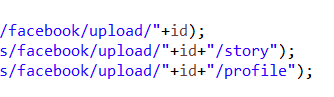 /facebook/upload/"+id);
s/facebook/upload/"+id+"/story");
s/facebook/upload/"+id+"/profile");